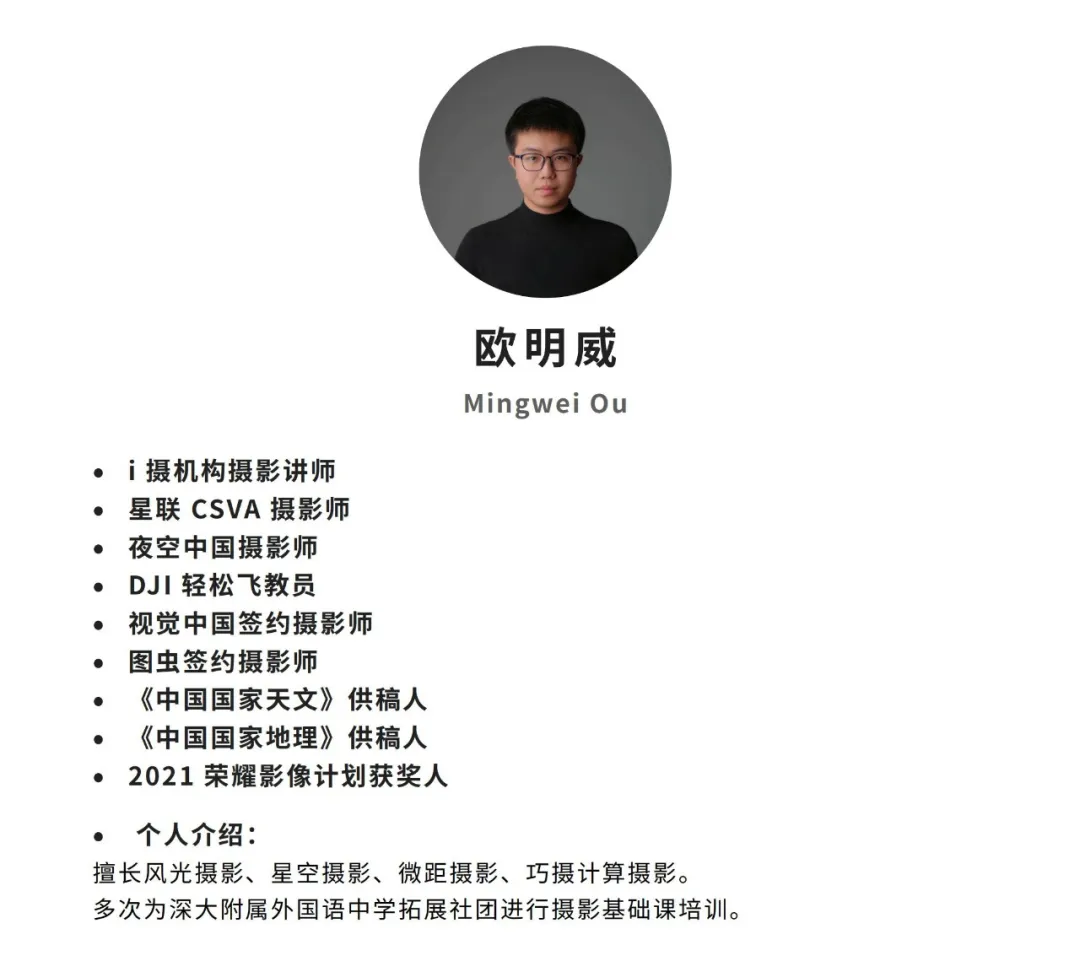 欧明威
Mingwei Ou
• i 摄机构摄影讲师
• 星联 CSVA 摄影师
• 夜空中国摄影师
• DJI 轻松飞教员
• 视觉中国签约摄影师
• 图虫签约摄影师
• 《中国国家天文》供稿人
• 《中国国家地理》供稿人
• 2021 荣耀影像计划获奖人
• 个人介绍：
擅长风光摄影、星空摄影、微距摄影、巧摄计算摄影。
多次为深大附属外国语中学拓展社团进行摄影基础课培训。